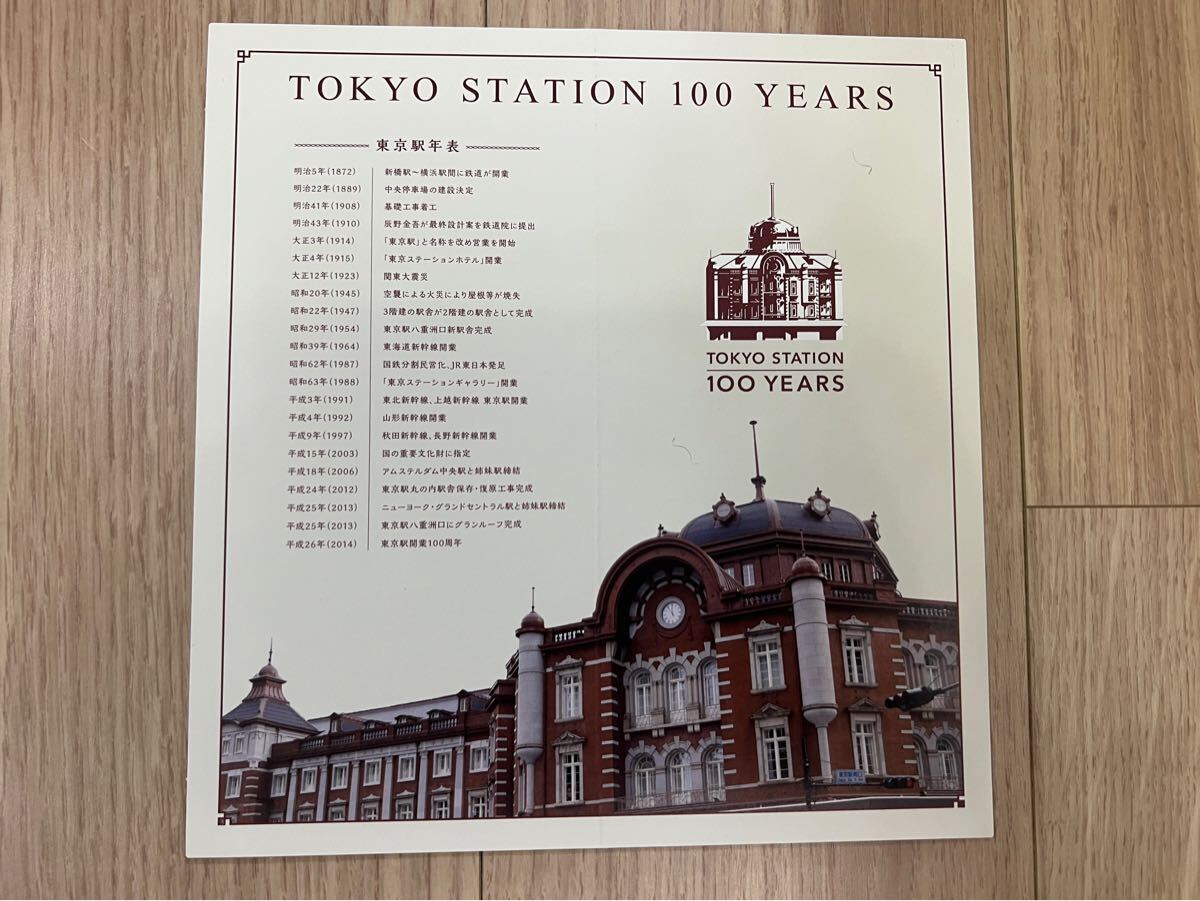 TOKYO STATION 100 YEARS
東京駅年表
明治5年(1872) 新橋駅～横浜駅間に鉄道が開業
明治22年(1889) 中央停車場の建設決定
明治41年(1908) 基礎工事着工
明治43年(1910) 辰野金吾が最終設計案を鉄道院に提出
大正3年(1914) 「東京駅」と名称を改め営業を開始
大正4年(1915) 「東京ステーションホテル」開業
大正12年(1923) 関東大震災
昭和20年(1945) 空襲による火災により屋根等が焼失
昭和22年(1947) 3階建の駅舎が2階建の駅舎として完成
昭和29年(1954) 東京駅八重洲口新駅舎完成
昭和39年(1964) 東海道新幹線開業
昭和62年(1987) 国鉄分割民営化、JR東日本発足
昭和63年(1988) 「東京ステーションギャラリー」開業
平成3年(1991) 東北新幹線、上越新幹線 東京駅開業
平成4年(1992) 山形新幹線開業
平成9年(1997) 秋田新幹線、長野新幹線開業
平成15年(2003) 国の重要文化財に指定
平成18年(2006) アムステルダム中央駅と姉妹駅締結
平成24年(2012) 東京駅丸の内駅舎保存・復原工事完成
平成25年(2013) ニューヨーク・グランドセントラル駅と姉妹駅締結
平成25年(2013) 東京駅八重洲口にグランルーフ完成
平成26年(2014) 東京駅開業100周年
TOKYO STATION
100 YEARS